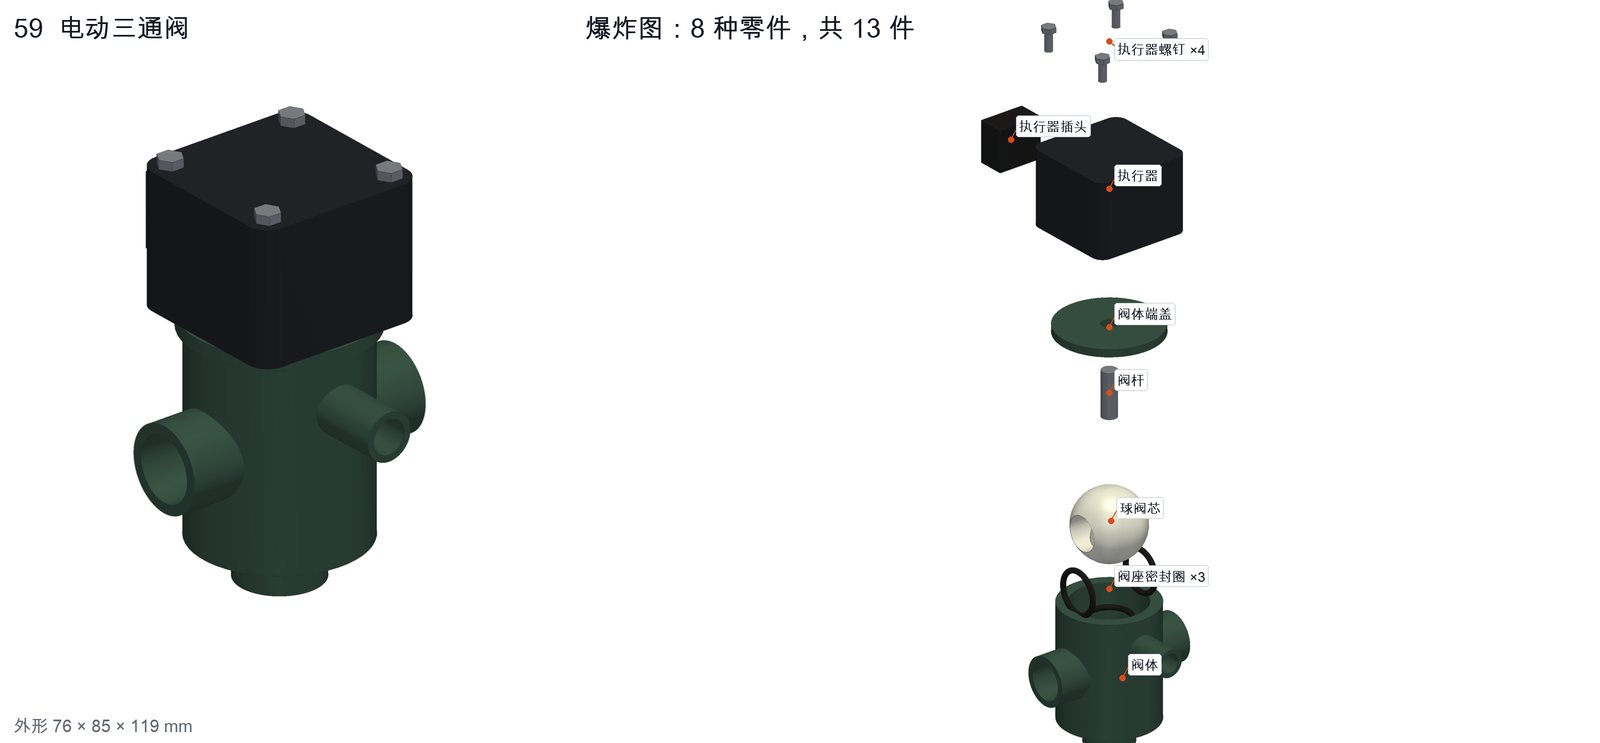 59 电动三通阀
爆炸图：8 种零件，共 13 件
执行器螺钉 ×4
执行器插头
执行器
阀体端盖
阀杆
球阀芯
阀座密封圈 ×3
阀体
外形 76 × 85 × 119 mm